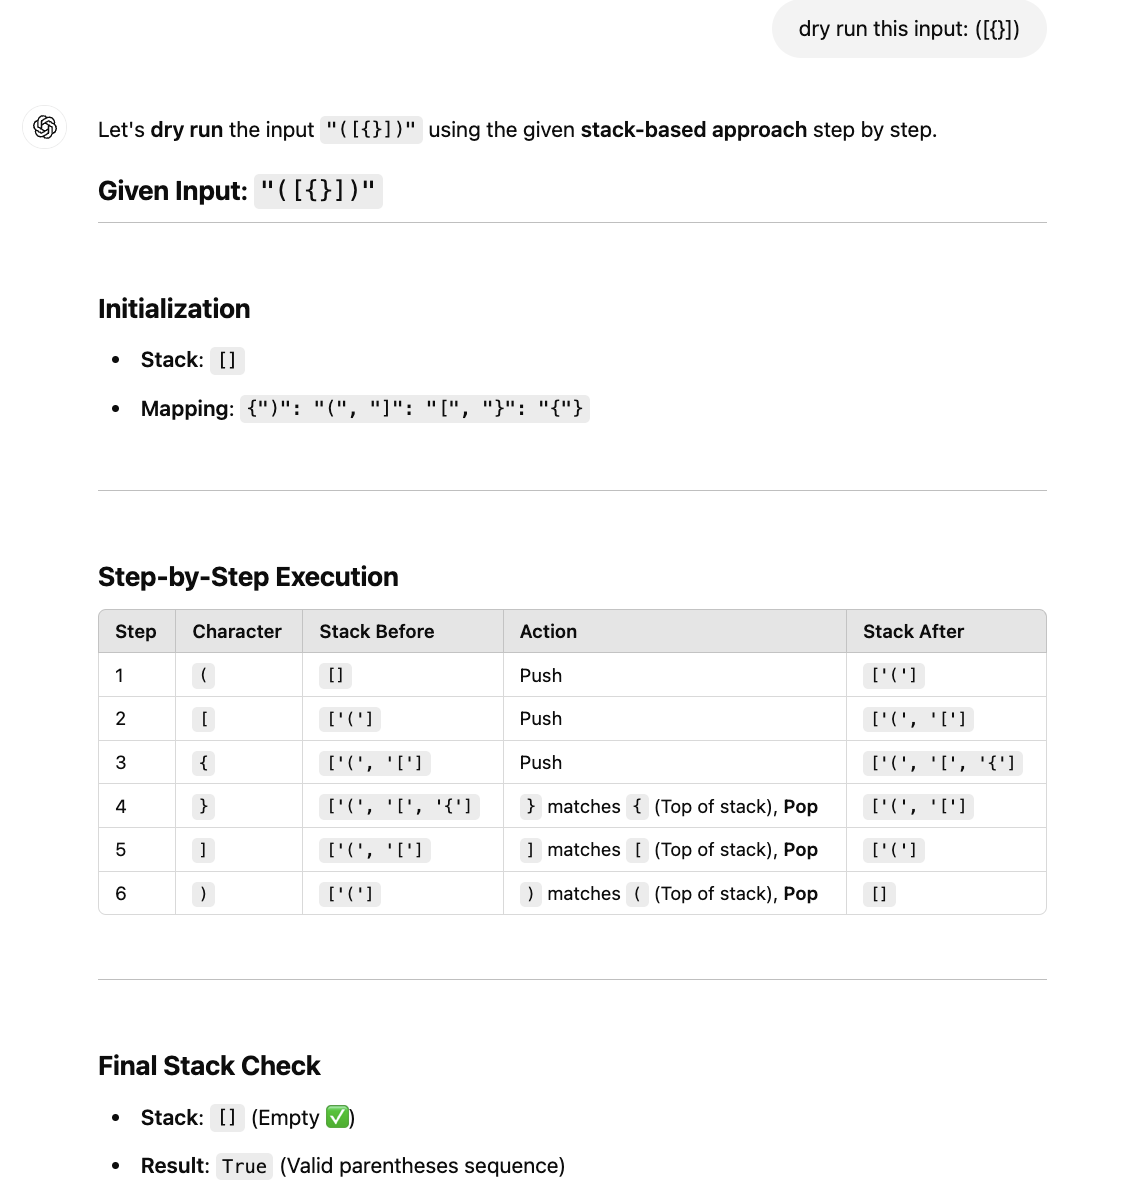 dry run this input: ([{}])
Let's dry run the input "([{}])" using the given stack-based approach step by step.
Given Input: "([{}])"
Initialization
• Stack: []
• Mapping: {")": "(", "]": "[", "}": "{"}
Step-by-Step Execution
Step Character Stack Before Action Stack After
1 ( [] Push ['(']
2 [ ['('] Push ['(', '[']
3 { ['(', '['] Push ['(', '[', '{']
4 } ['(', '[', '{'] } matches { (Top of stack), Pop ['(', '[']
5 ] ['(', '['] ] matches [ (Top of stack), Pop ['(']
6 ) ['('] ) matches ( (Top of stack), Pop []
Final Stack Check
• Stack: [] (Empty ✅)
• Result: True (Valid parentheses sequence)